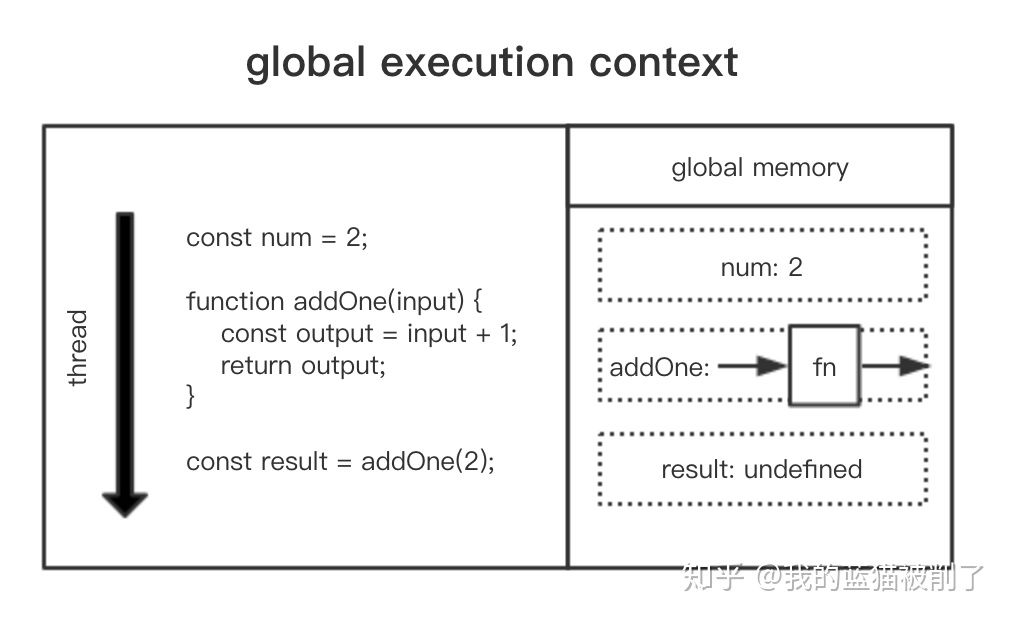 global execution context
thread
const num = 2;
function addOne(input) {
const output = input + 1;
return output;
}
const result = addOne(2);
global memory
num: 2
addOne:
fn
result: undefined
知乎 @我的蓝猫被削了